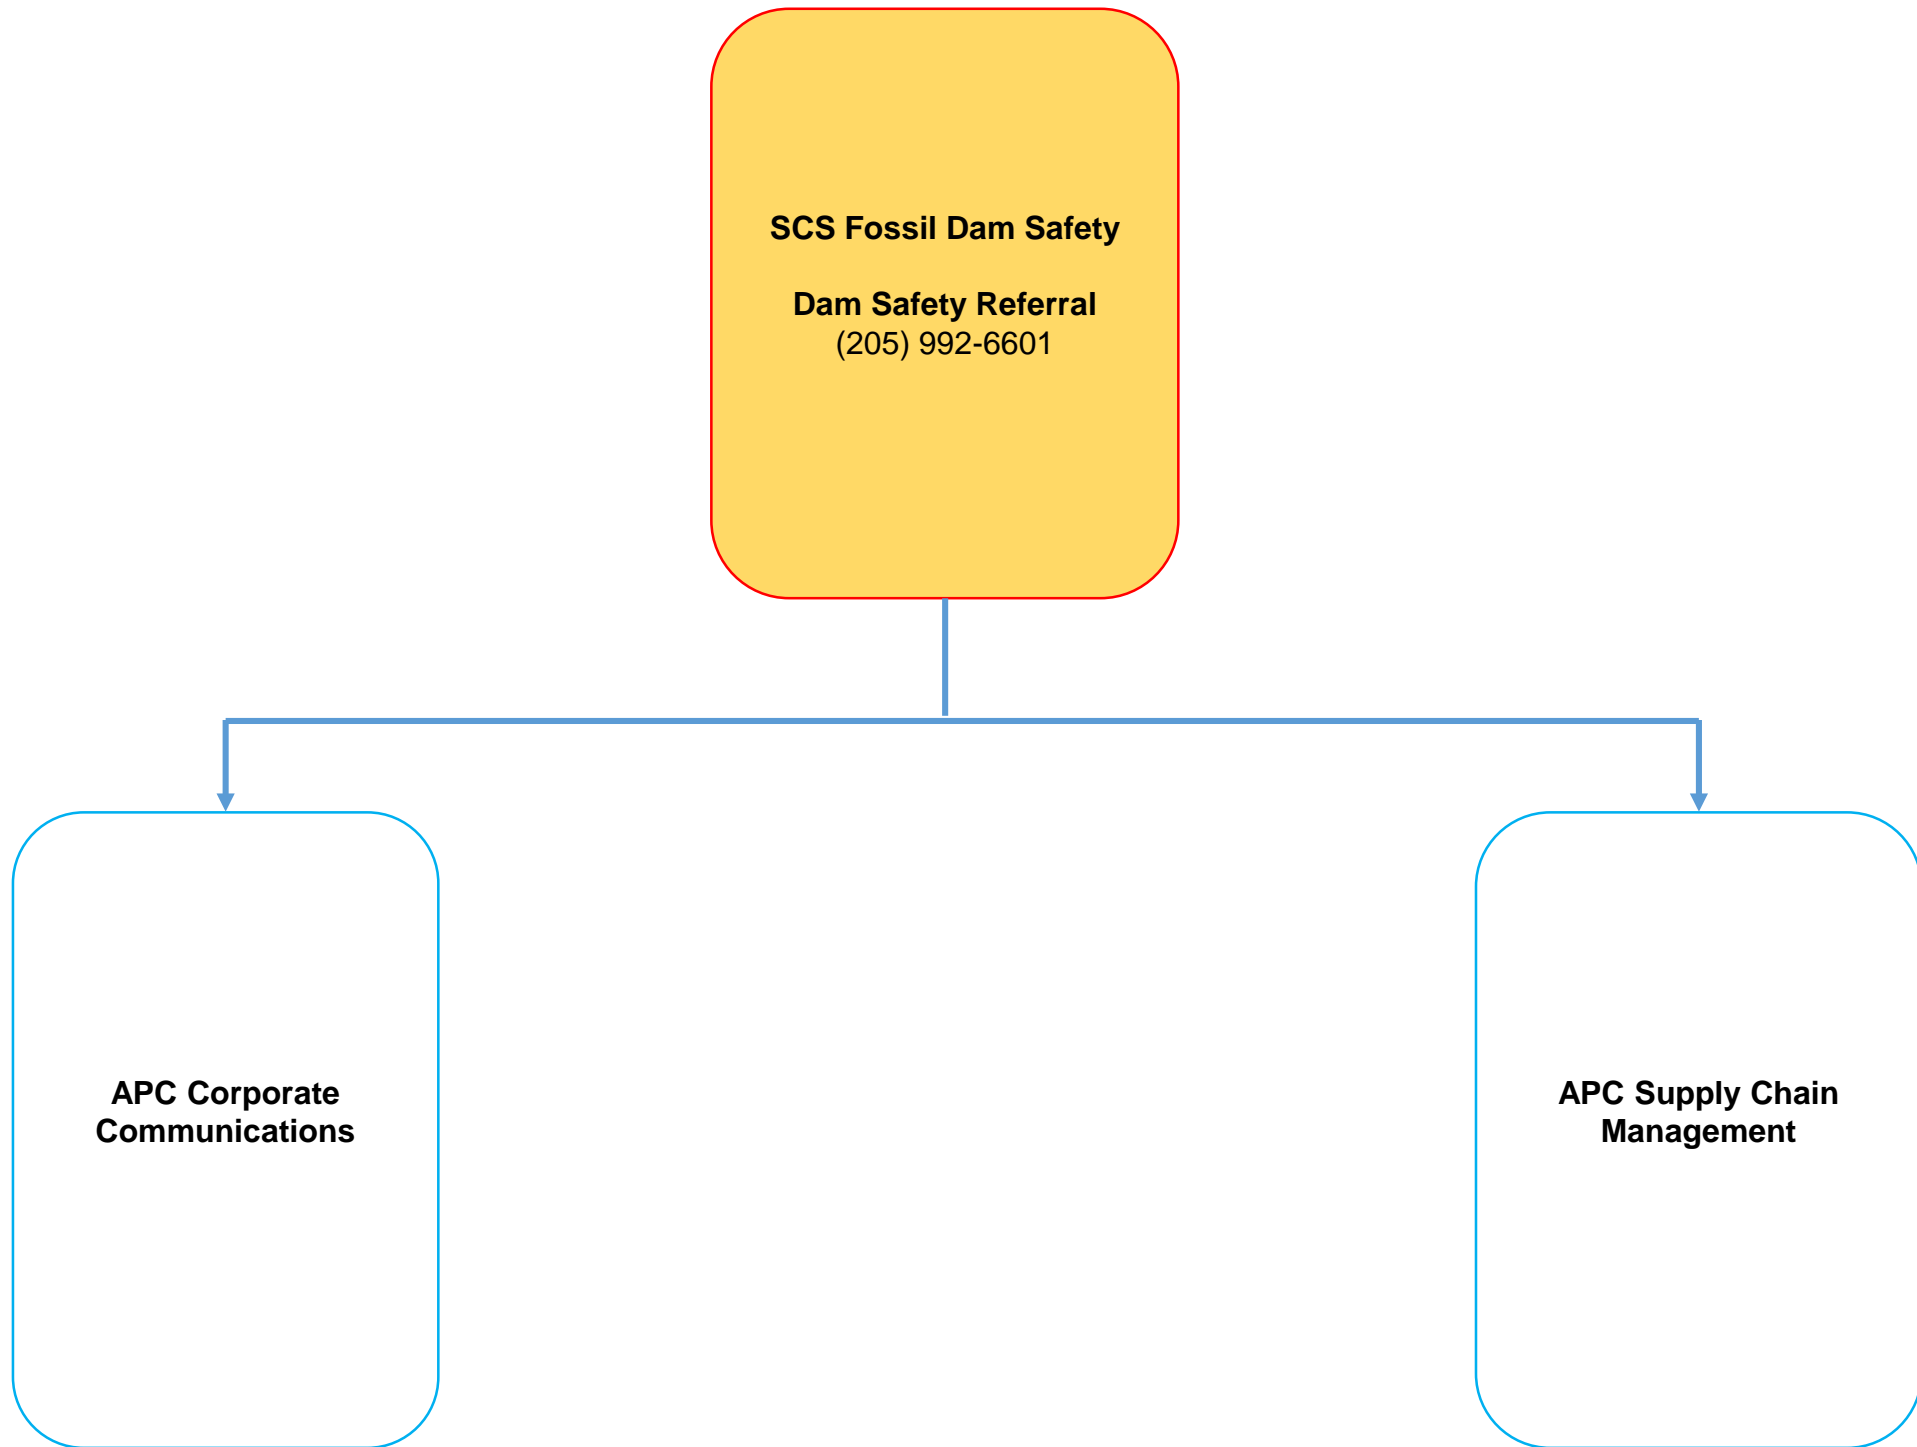 SCS Fossil Dam Safety
Dam Safety Referral
(205) 992-6601
APC Corporate
Communications
APC Supply Chain
Management